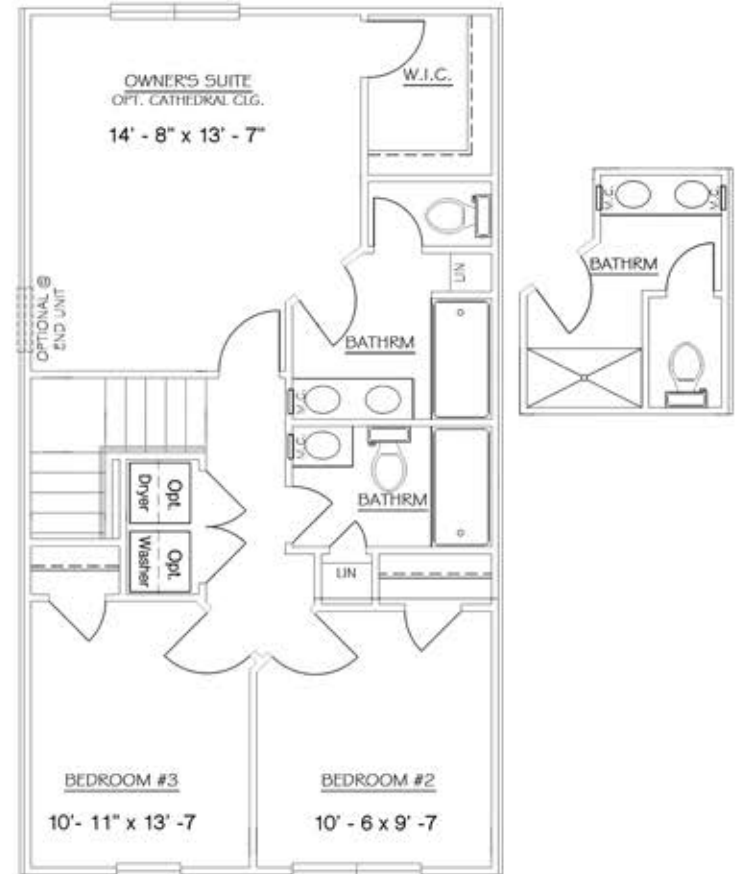 OWNER'S SUITE
OPT. CATHEDRAL CLG.
14' - 8" x 13' - 7"
W.I.C.
OPTIONAL @
END UNIT
LIN
BATHRM
V.C.
V.C.
BATHRM
LIN
Opt.
Dryer
Opt.
Washer
BEDROOM #3
10'- 11" x 13' -7
BEDROOM #2
10' - 6 x 9' -7
V.C.
V.C.
BATHRM